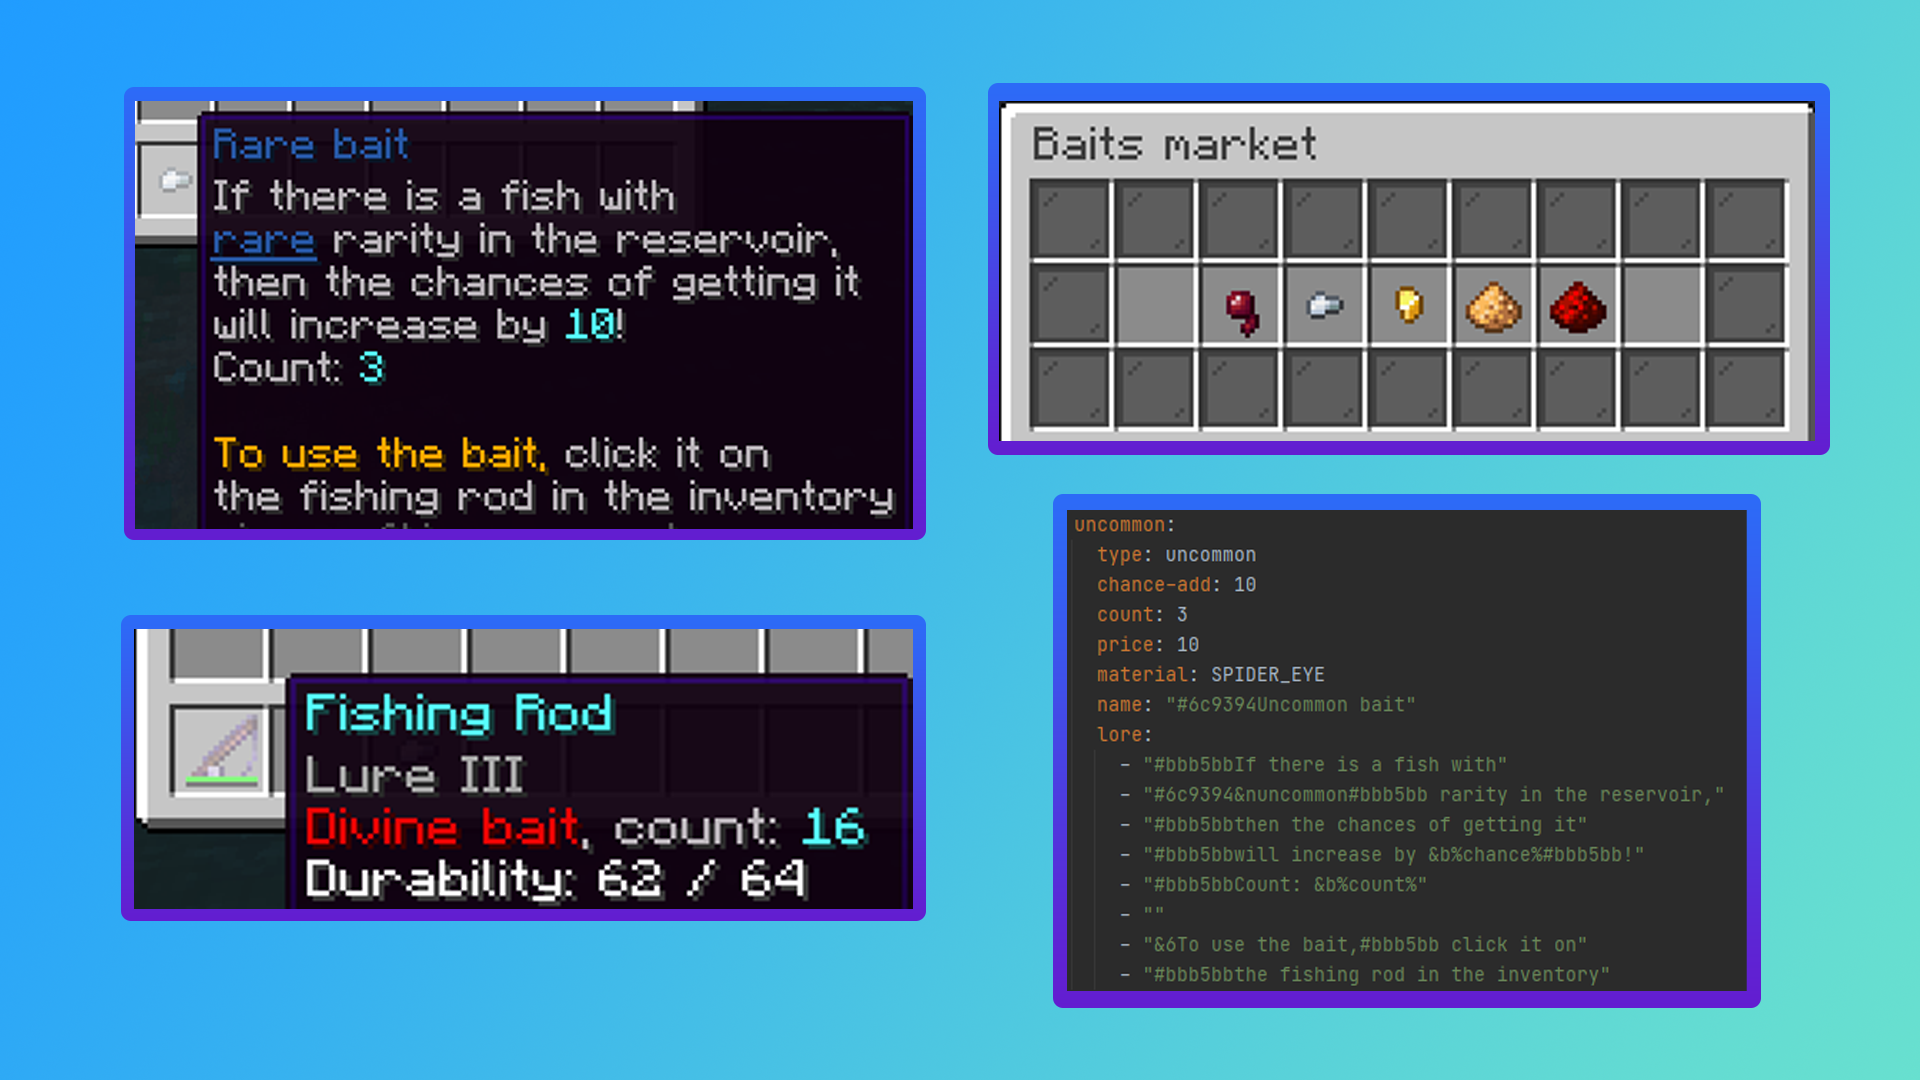 Rare bait
If there is a fish with
rare rarity in the reservoir,
then the chances of getting it
will increase by 10!
Count: 3
To use the bait, click it on
the fishing rod in the inventory
Baits market
Fishing Rod
Lure III
Divine bait, count: 16
Durability: 62 / 64
uncommon:
type: uncommon
chance-add: 10
count: 3
price: 10
material: SPIDER_EYE
name: "#6c9394Uncommon bait"
lore:
- "#bbb5bbIf there is a fish with"
- "#6c9394&nuncommon#bbb5bb rarity in the reservoir,"
- "#bbb5bbthen the chances of getting it"
- "#bbb5bbwill increase by &b%chance%#bbb5bb!"
- "#bbb5bbCount: &b%count%"
- ""
- "&6To use the bait,#bbb5bb click it on"
- "#bbb5bbthe fishing rod in the inventory"